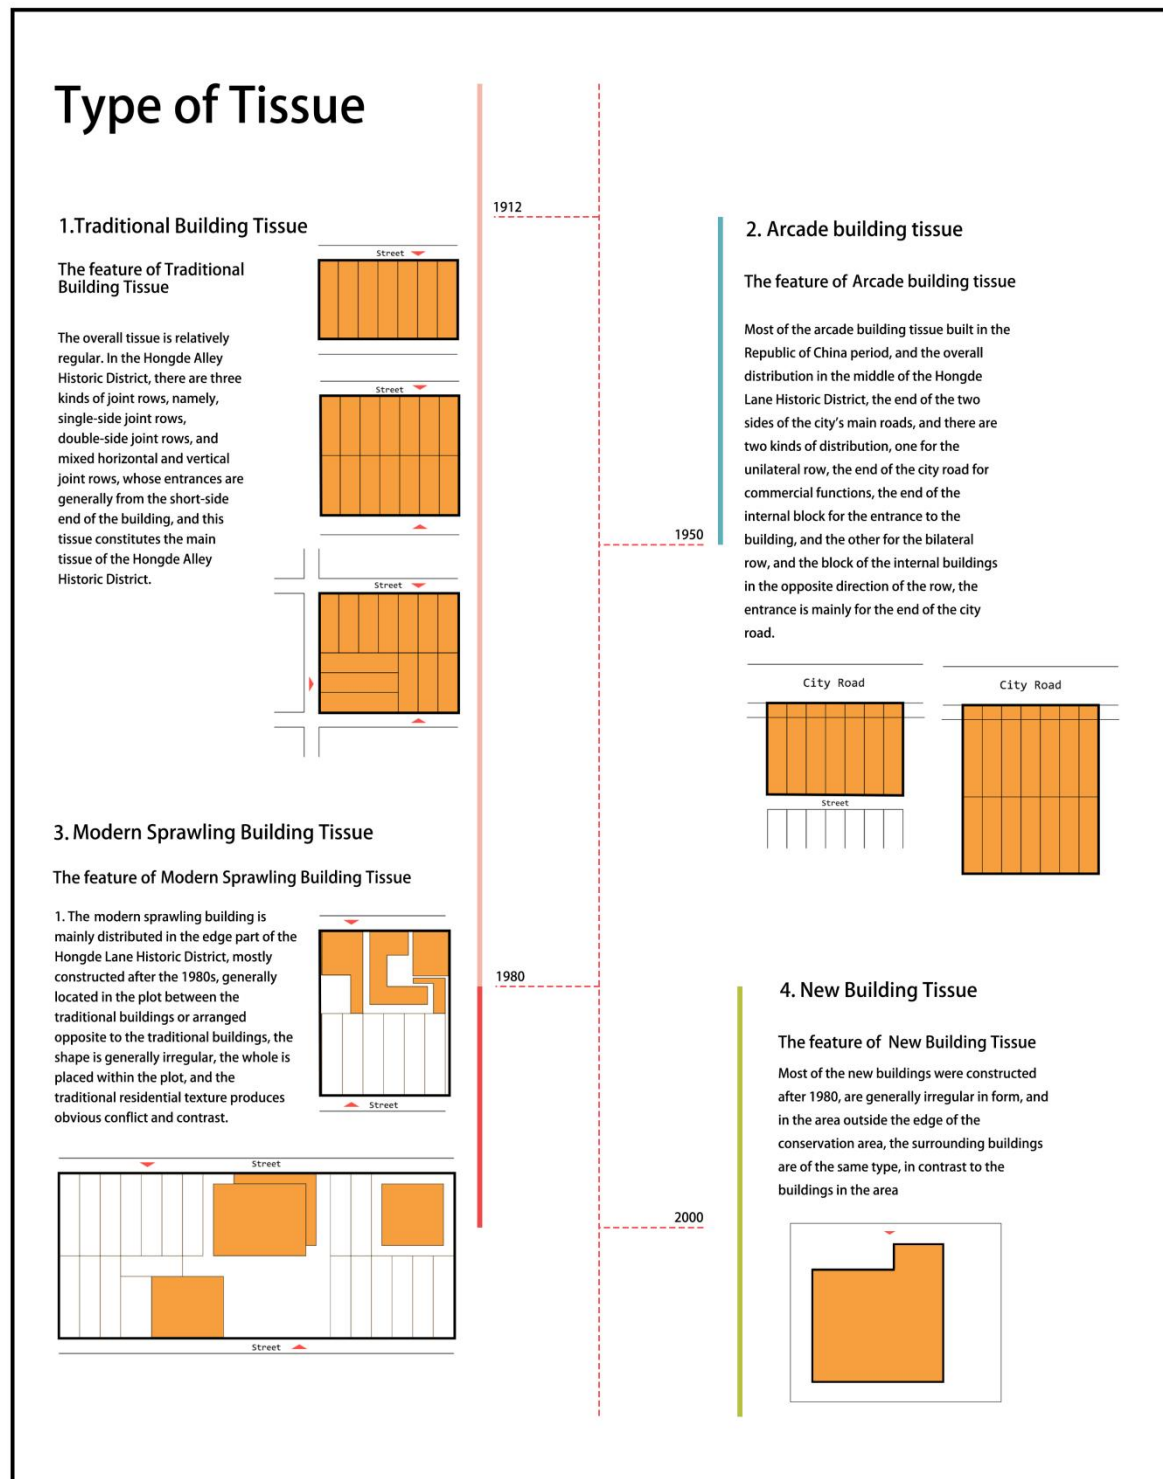 Type of Tissue
1.Traditional Building Tissue
The feature of Traditional
Building Tissue
The overall tissue is relatively
regular. In the Hongde Alley
Historic District, there are three
kinds of joint rows, namely,
single-side joint rows,
double-side joint rows, and
mixed horizontal and vertical
joint rows, whose entrances are
generally from the short-side
end of the building, and this
tissue constitutes the main
tissue of the Hongde Alley
Historic District.
Street
Street
Street
1912
1950
1980
2000
2. Arcade building tissue
The feature of Arcade building tissue
Most of the arcade building tissue built in the
Republic of China period, and the overall
distribution in the middle of the Hongde
Lane Historic District, the end of the two
sides of the city's main roads, and there are
two kinds of distribution, one for the
unilateral row, the end of the city road for
commercial functions, the end of the
internal block for the entrance to the
building, and the other for the bilateral
row, and the block of the internal buildings
in the opposite direction of the row, the
entrance is mainly for the end of the city
road.
City Road
Street
City Road
3. Modern Sprawling Building Tissue
The feature of Modern Sprawling Building Tissue
1. The modern sprawling building is
mainly distributed in the edge part of the
Hongde Lane Historic District, mostly
constructed after the 1980s, generally
located in the plot between the
traditional buildings or arranged
opposite to the traditional buildings, the
shape is generally irregular, the whole is
placed within the plot, and the
traditional residential texture produces
obvious conflict and contrast.
Street
Street
Street
4. New Building Tissue
The feature of New Building Tissue
Most of the new buildings were constructed
after 1980, are generally irregular in form, and
in the area outside the edge of the
conservation area, the surrounding buildings
are of the same type, in contrast to the
buildings in the area